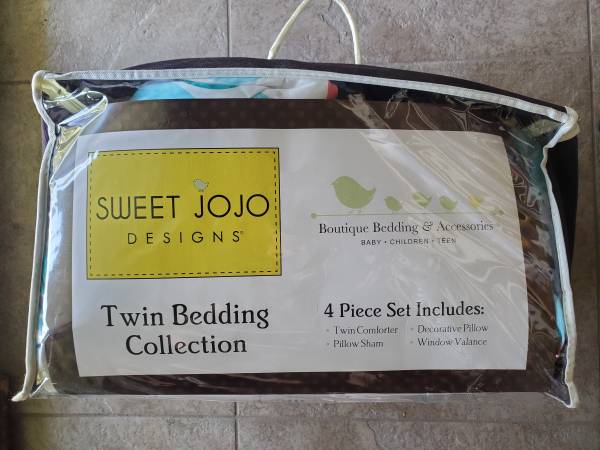 SWEET JOJO
DESIGNS®
Boutique Bedding & Accessories
BABY • CHILDREN • TEEN
Twin Bedding
Collection
4 Piece Set Includes:
• Twin Comforter • Decorative Pillow
• Pillow Sham • Window Valance